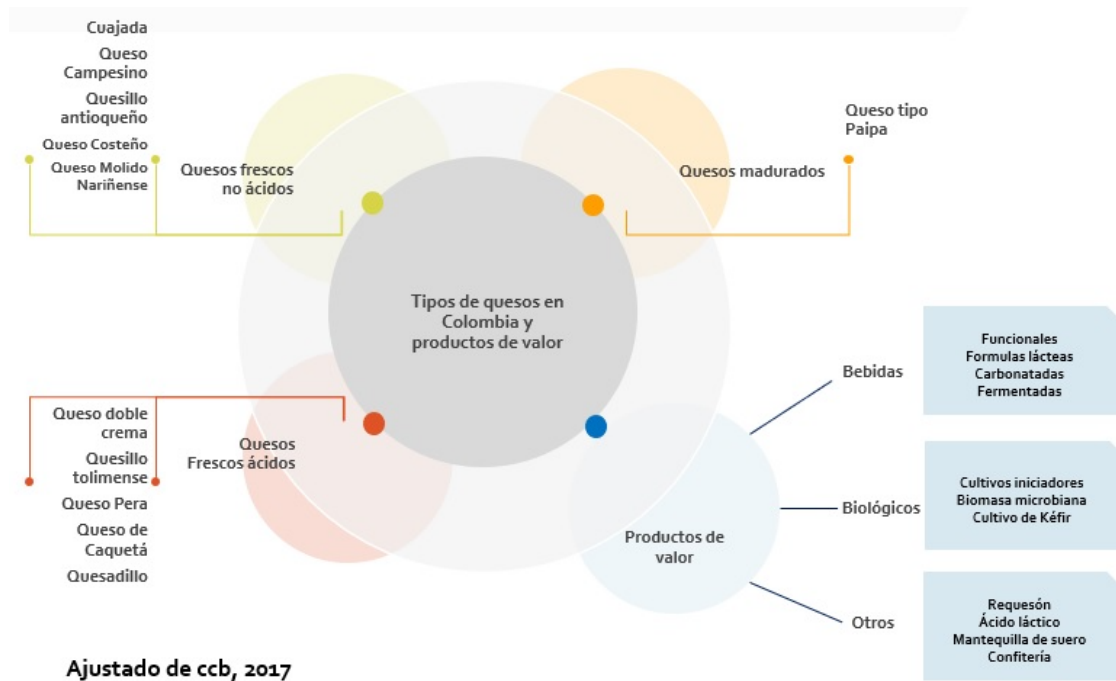 Cuajada
Queso
Campesino
Quesillo
antioqueño
Queso Costeño
Queso Molido
Nariñense
Quesos frescos
no ácidos
Quesos madurados
Queso tipo
Paipa
Tipos de quesos en
Colombia y
productos de valor
Queso doble
crema
Quesillo
tolimense
Queso Pera
Queso de
Caquetá
Quesadillo
Quesos
Frescos ácidos
Productos de
valor
Bebidas
Funcionales
Formulas lácteas
Carbonatadas
Fermentadas
Biológicos
Cultivos iniciadores
Biomasa microbiana
Cultivo de Kéfir
Otros
Requesón
Ácido láctico
Mantequilla de suero
Confitería
Ajustado de ccb, 2017